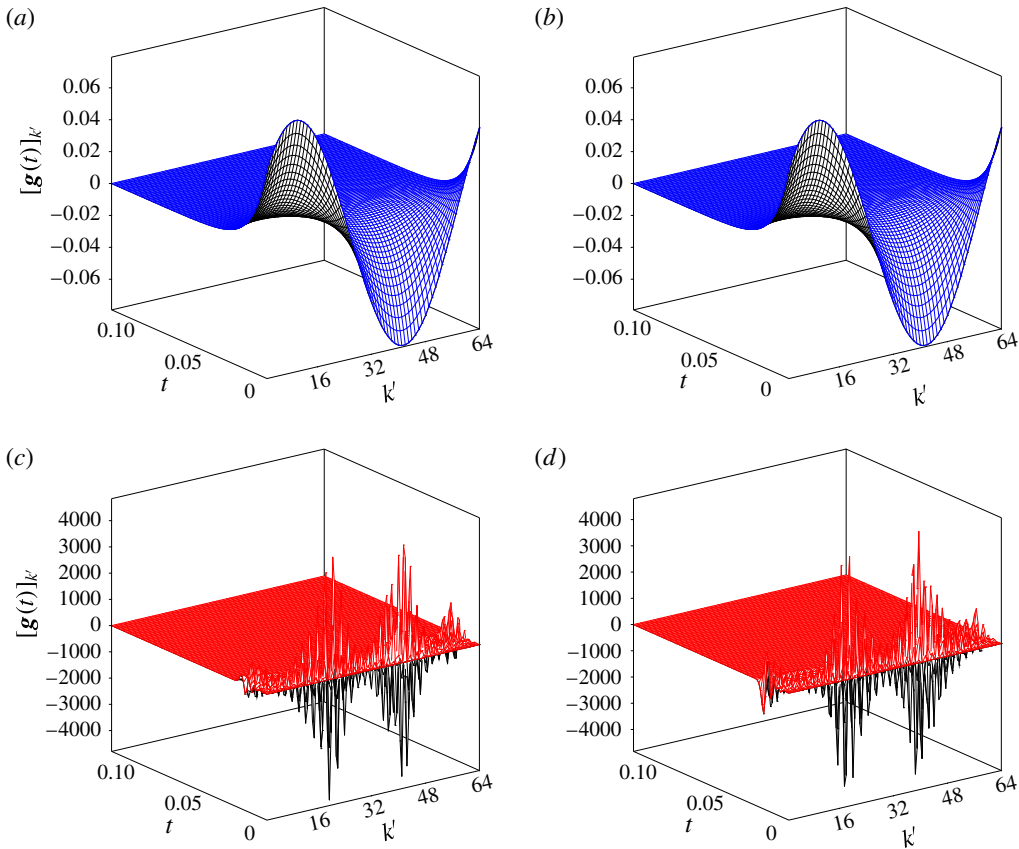 (a) (b)
0.06 0.06
0.04 0.04
0.02 0.02
[g(t)]k′ 0 0
−0.02 −0.02
−0.04 −0.04
−0.06 −0.06
0.10 64 0.10 64
0.05 48 0.05 48
t 32 t 32
0 16 k′ 0 16 k′
(c) (d)
4000 4000
3000 3000
2000 2000
1000 1000
[g(t)]k′ 0 0
−1000 −1000
−2000 −2000
−3000 −3000
−4000 −4000
0.10 64 0.10 64
0.05 48 0.05 48
t 32 t 32
0 16 k′ 0 16 k′